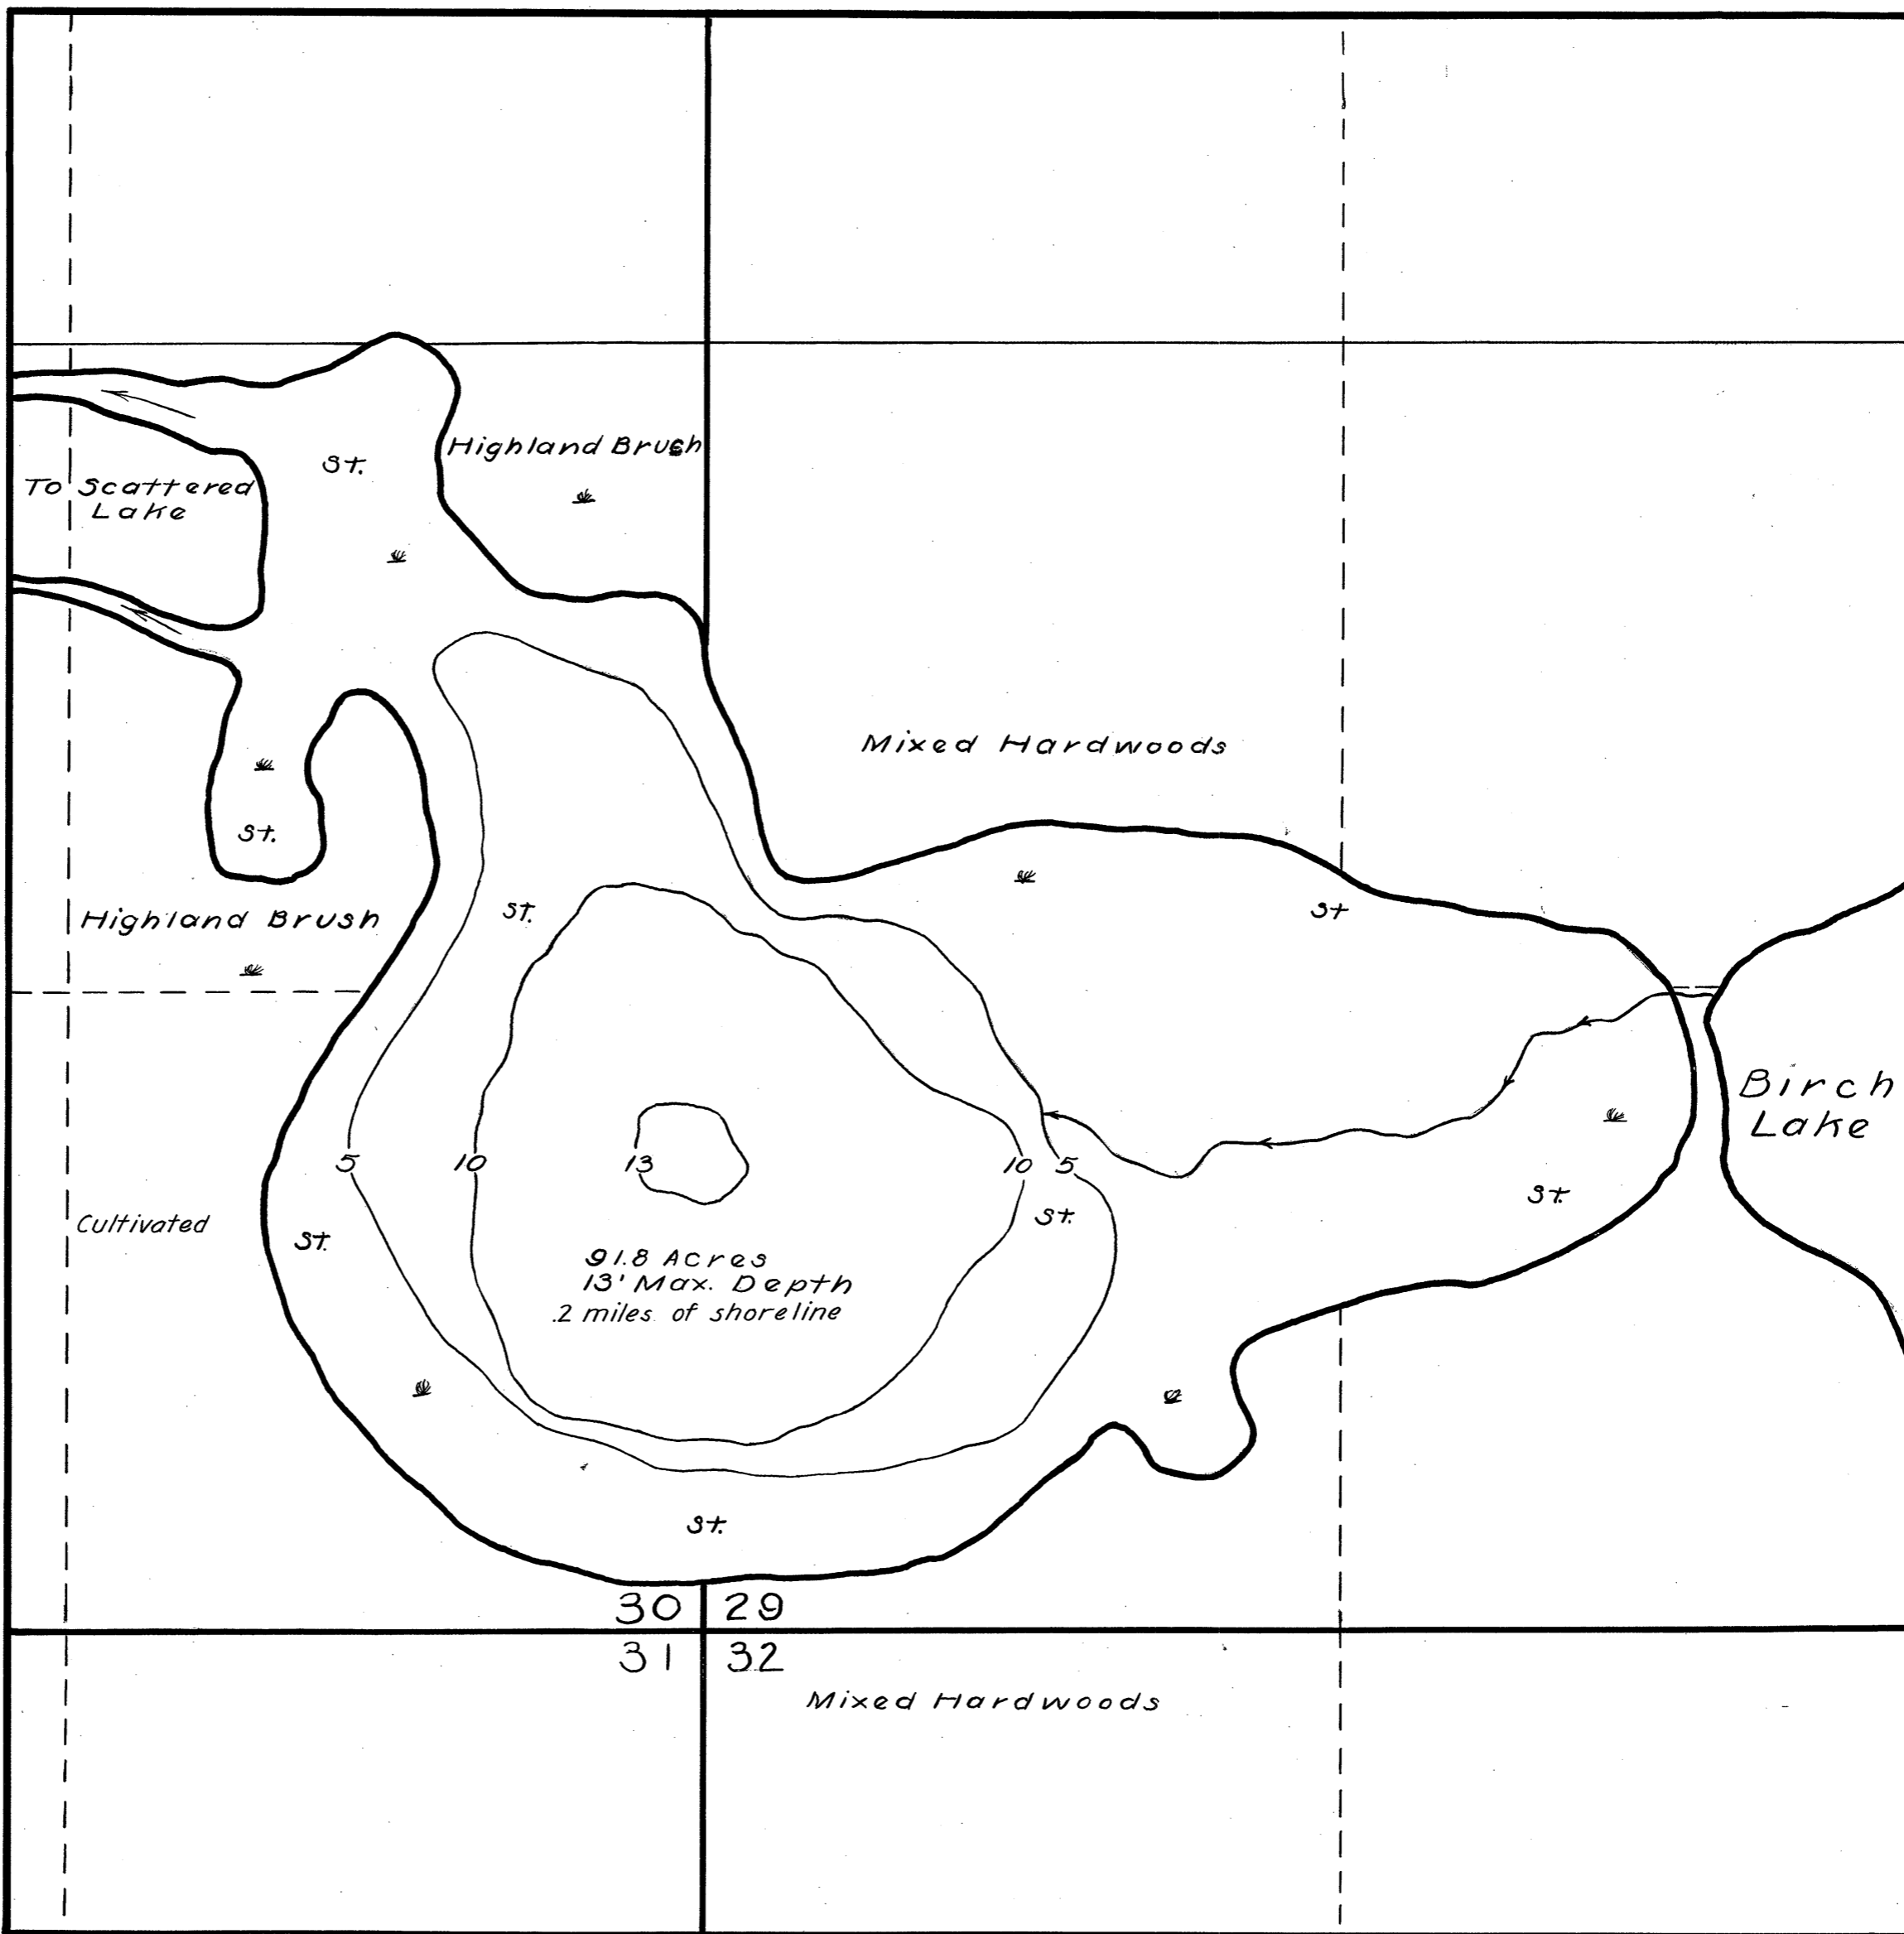 Highland Brush
St.
To Scattered
Lake
Mixed Hardwoods
St.
St.
St
Highland Brush
Birch
Lake
5
10
13
10
5
St.
St.
Cultivated
St.
91.8 Acres
13' Max. Depth
.2 miles of shoreline
St.
30
29
31
32
Mixed Hardwoods